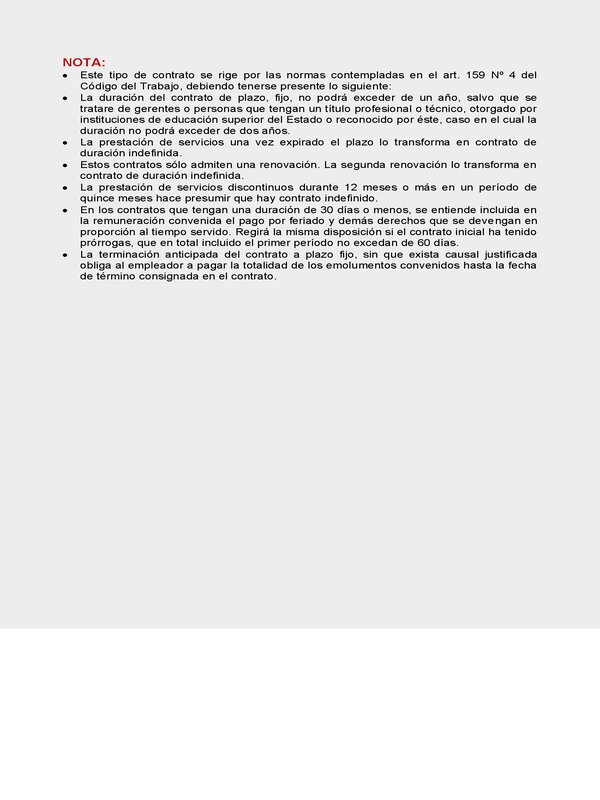 NOTA:
• Este tipo de contrato se rige por las normas contempladas en el art. 159 Nº 4 del
Código del Trabajo, debiendo tenerse presente lo siguiente:
• La duración del contrato de plazo, fijo, no podrá exceder de un año, salvo que se
tratare de gerentes o personas que tengan un título profesional o técnico, otorgado por
instituciones de educación superior del Estado o reconocido por éste, caso en el cual la
duración no podrá exceder de dos años.
• La prestación de servicios una vez expirado el plazo lo transforma en contrato de
duración indefinida.
• Estos contratos sólo admiten una renovación. La segunda renovación lo transforma en
contrato de duración indefinida.
• La prestación de servicios discontinuos durante 12 meses o más en un período de
quince meses hace presumir que hay contrato indefinido.
• En los contratos que tengan una duración de 30 días o menos, se entiende incluida en
la remuneración convenida el pago por feriado y demás derechos que se devengan en
proporción al tiempo servido. Regirá la misma disposición si el contrato inicial ha tenido
prórrogas, que en total incluido el primer período no excedan de 60 días.
• La terminación anticipada del contrato a plazo fijo, sin que exista causal justificada
obliga al empleador a pagar la totalidad de los emolumentos convenidos hasta la fecha
de término consignada en el contrato.